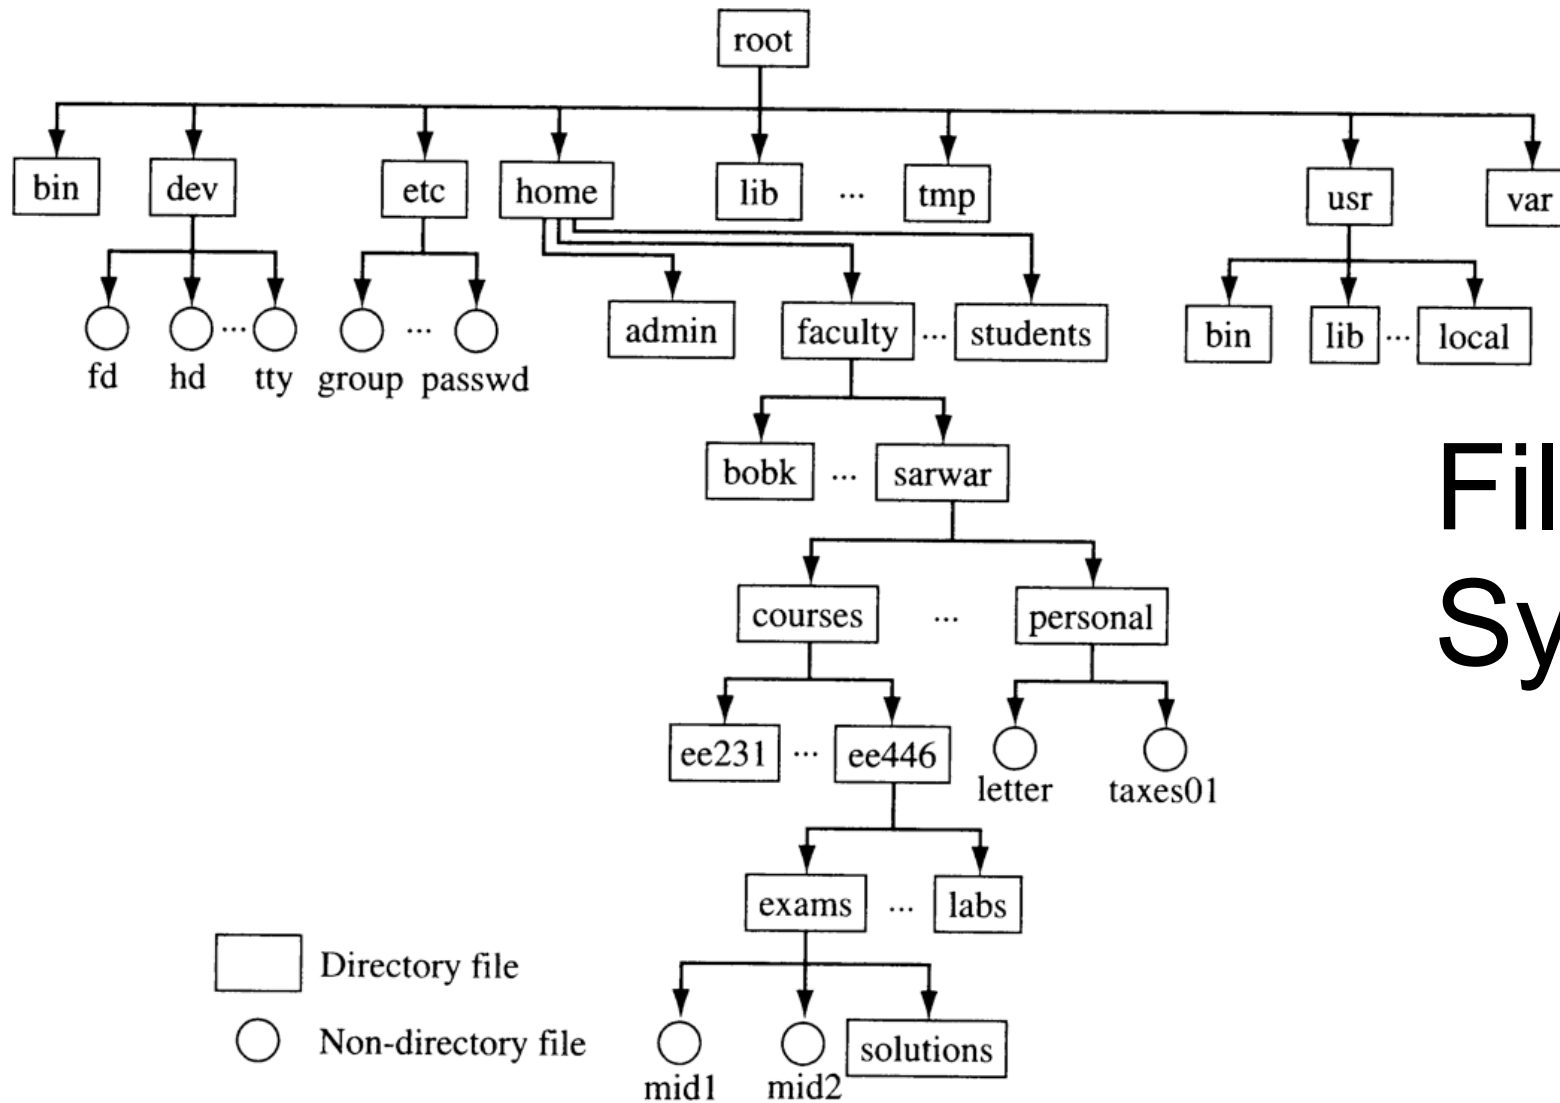 root
bin dev etc home lib ... tmp usr var
fd hd ... tty group ... passwd admin faculty ... students bin lib ... local
bobk ... sarwar
Fil
Sy
courses ... personal
ee231 ... ee446 letter taxes01
exams ... labs
Directory file
Non-directory file
mid1 mid2 solutions